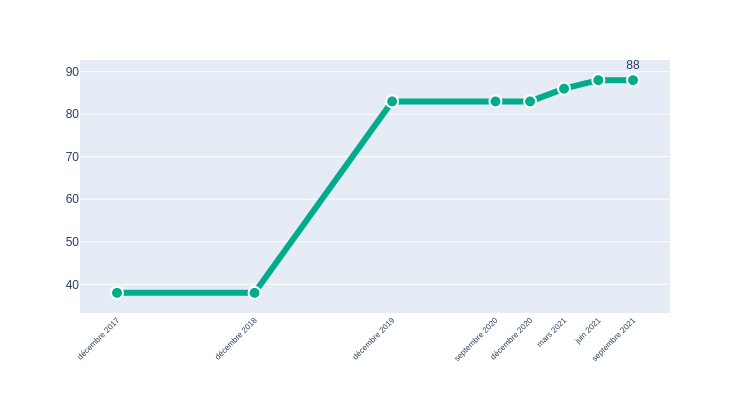 88
90
80
70
60
50
40
décembre 2017
décembre 2018
décembre 2019
septembre 2020
décembre 2020
mars 2021
juin 2021
septembre 2021